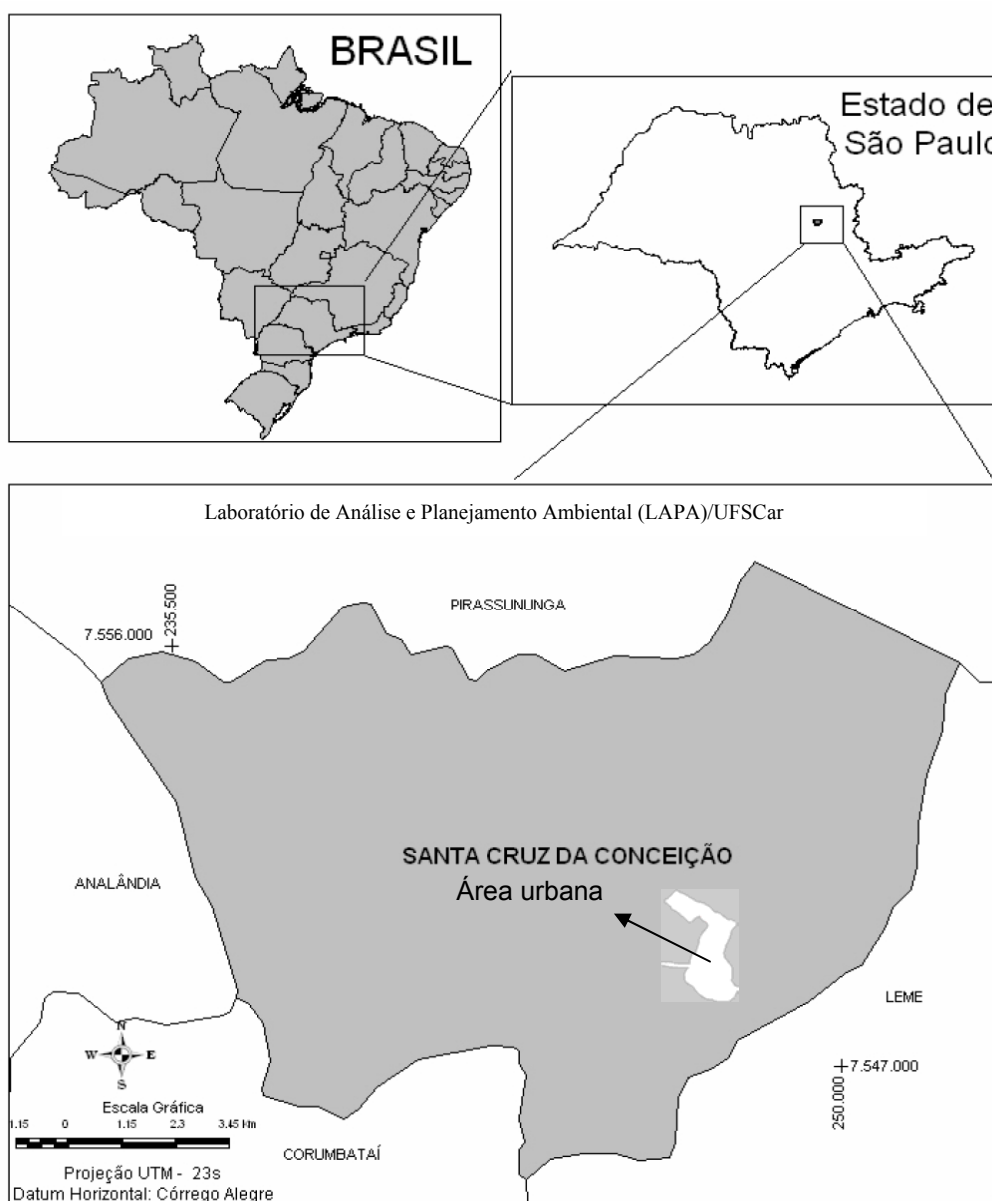 BRASIL
Estado de
São Paulo
Laboratório de Análise e Planejamento Ambiental (LAPA)/UFSCar
PIRASSUNUNGA
235.500
7.556.000
SANTA CRUZ DA CONCEIÇÃO
Área urbana
ANALÂNDIA
LEME
7.547.000
250.000
N
W E
S
Escala Gráfica
1.15 0 1.15 2.3 3.45 km
CORUMBATAÍ
Projeção UTM - 23s
Datum Horizontal: Córrego Alegre